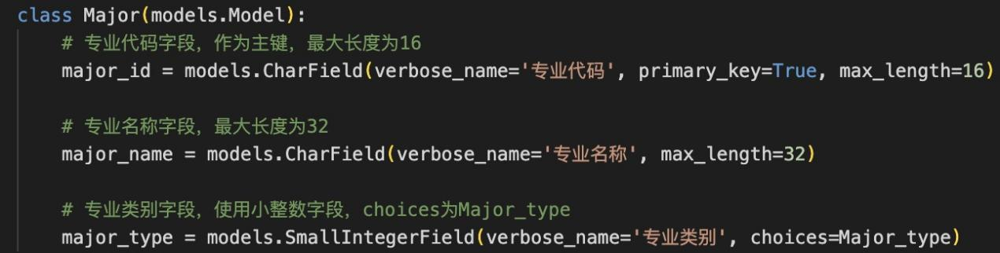 class Major(models.Model):
# 专业代码字段，作为主键，最大长度为16
major_id = models.CharField(verbose_name='专业代码', primary_key=True, max_length=16)
# 专业名称字段，最大长度为32
major_name = models.CharField(verbose_name='专业名称', max_length=32)
# 专业类别字段，使用小整数字段，choices为Major_type
major_type = models.SmallIntegerField(verbose_name='专业类别', choices=Major_type)